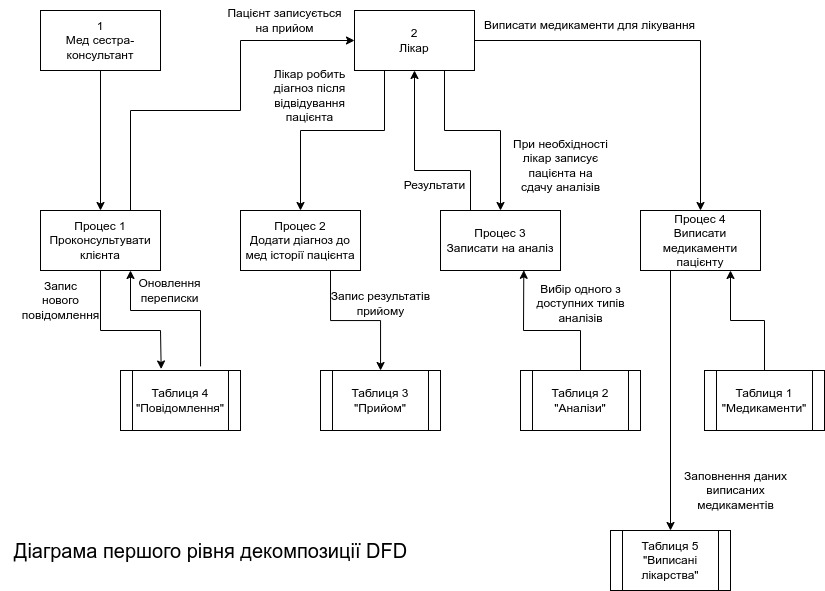 1
Мед сестра-
консультант
Пацієнт записується
на прийом
2
Лікар
Виписати медикаменти для лікування
Лікар робить
діагноз після
відвідування
пацієнта
При необхідності
лікар записує
пацієнта на
сдачу аналізів
Результати
Процес 1
Проконсультувати
клієнта
Процес 2
Додати діагноз до
мед історії пацієнта
Процес 3
Записати на аналіз
Процес 4
Виписати
медикаменти
пацієнту
Запис
нового
повідомлення
Оновлення
переписки
Запис результатів
прийому
Вибір одного з
доступних типів
аналізів
Таблиця 4
"Повідомлення"
Таблиця 3
"Прийом"
Таблиця 2
"Анализи"
Таблиця 1
"Медикаменти"
Заповнення даних
виписаних
медикаментів
Таблиця 5
"Виписані
лікарства"
Діаграма першого рівня декомпозиції DFD